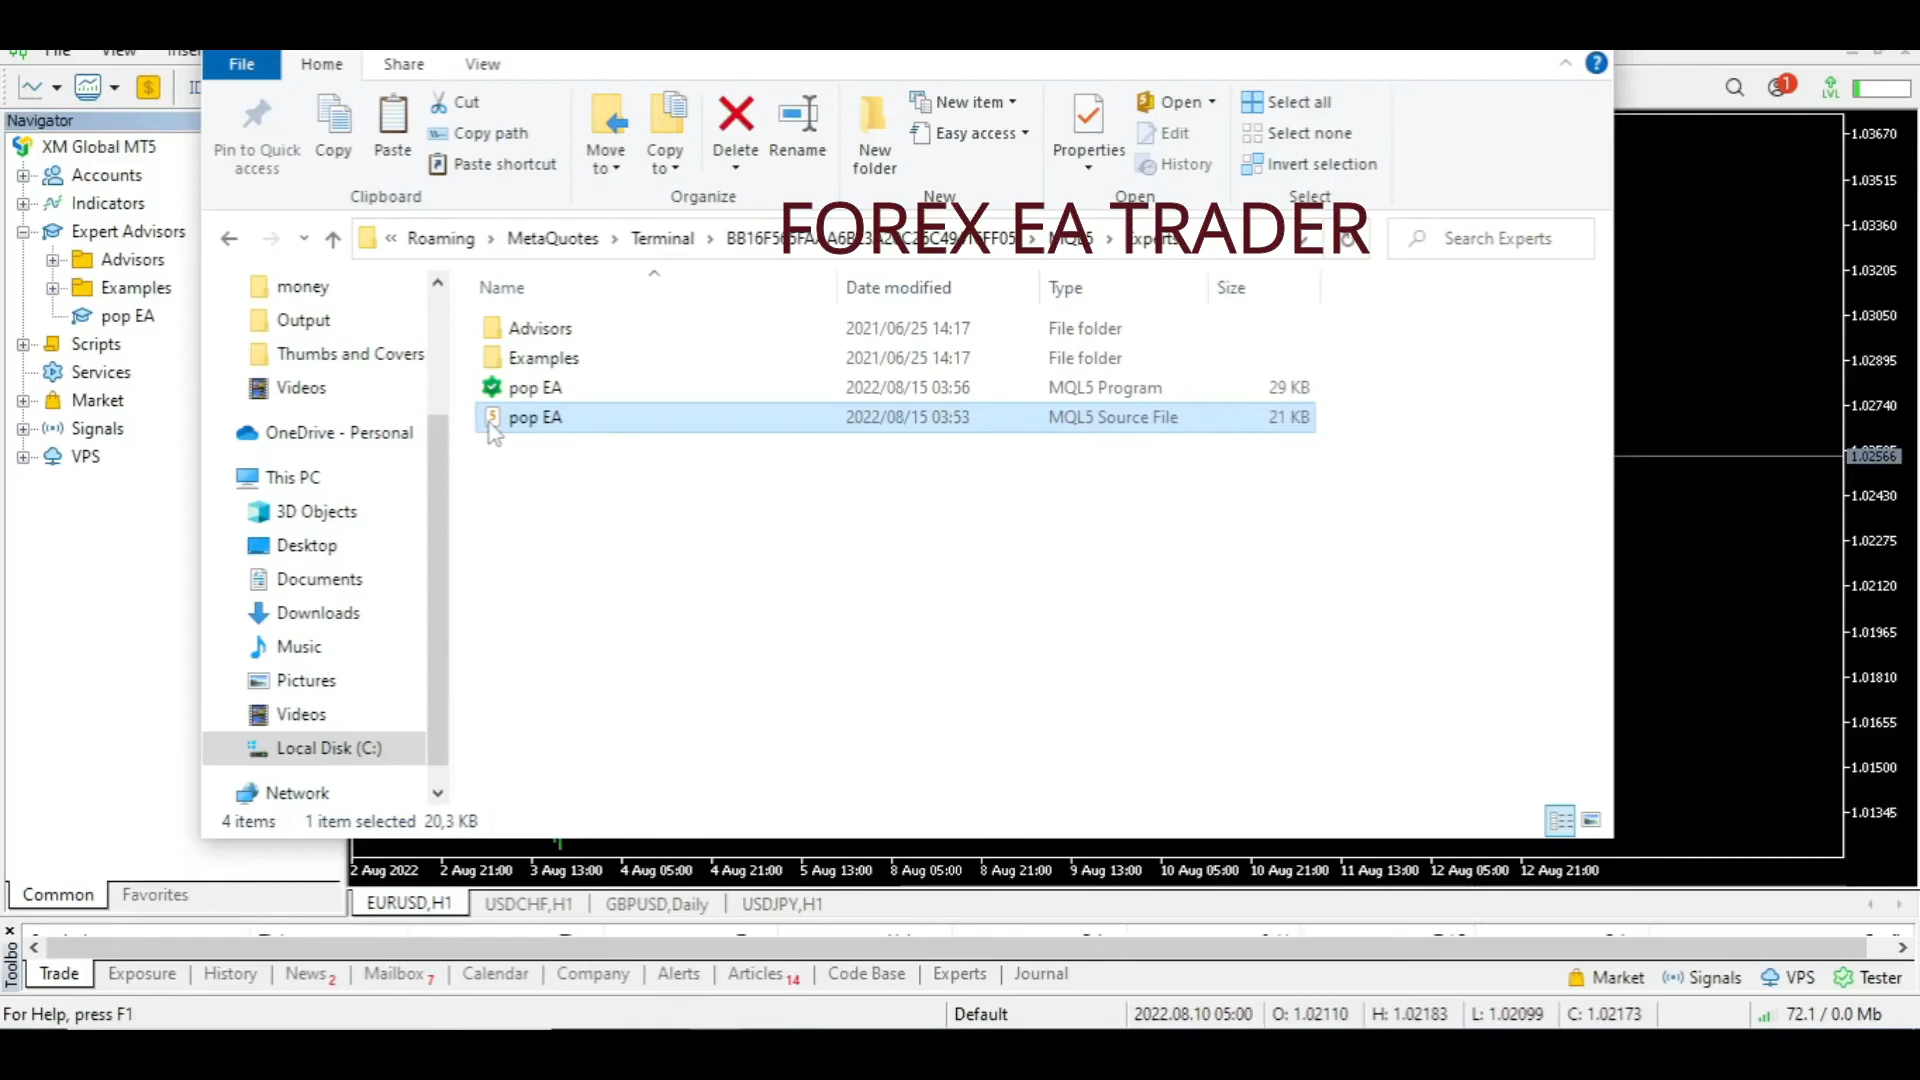 File View Inser
File Home Share View
Cut
Copy path
Paste shortcut
Pin to Quick access
Copy
Paste
Clipboard
Move to
Copy to
Delete
Rename
Organize
New folder
New item
Easy access
New
Properties
Open
Edit
History
Open
Select all
Select none
Invert selection
Select
1
LVL
FOREX EA TRADER
« Roaming > MetaQuotes > Terminal > > MQL5 > Experts
Search Experts
Navigator
XM Global MT5
Accounts
Indicators
Expert Advisors
Advisors
Examples
pop EA
Scripts
Services
Market
Signals
VPS
Common Favorites
money
Output
Thumbs and Covers
Videos
OneDrive - Personal
This PC
3D Objects
Desktop
Documents
Downloads
Music
Pictures
Videos
Local Disk (C:)
Network
Name Date modified Type Size
Advisors 2021/06/25 14:17 File folder
Examples 2021/06/25 14:17 File folder
pop EA 2022/08/15 03:56 MQL5 Program 29 KB
pop EA 2022/08/15 03:53 MQL5 Source File 21 KB
4 items 1 item selected 20,3 KB
1.03670
1.03515
1.03360
1.03205
1.03050
1.02895
1.02740
1.02566
1.02430
1.02275
1.02120
1.01965
1.01810
1.01655
1.01500
1.01345
2 Aug 2022 2 Aug 21:00 3 Aug 13:00 4 Aug 05:00 4 Aug 21:00 5 Aug 13:00 8 Aug 05:00 8 Aug 21:00 9 Aug 13:00 10 Aug 05:00 10 Aug 21:00 11 Aug 13:00 12 Aug 05:00 12 Aug 21:00
EURUSD,H1 USDCHF,H1 GBPUSD,Daily USDJPY,H1
Toolbo
Trade Exposure History News 2 Mailbox 7 Calendar Company Alerts Articles 14 Code Base Experts Journal
Market Signals VPS Tester
For Help, press F1 Default 2022.08.10 05:00 O: 1.02110 H: 1.02183 L: 1.02099 C: 1.02173 72.1 / 0.0 Mb